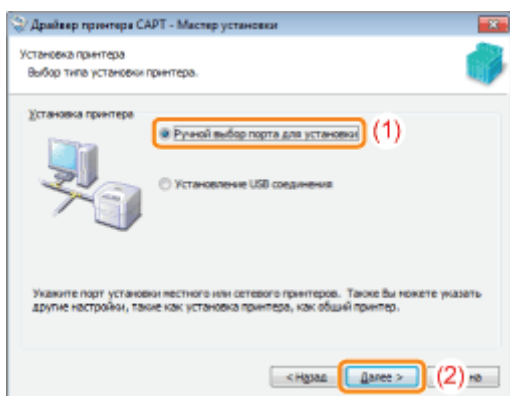 Драйвер принтера CAPT - Мастер установки
Установка принтера
Выбор типа установки принтера.
Установка принтера
Ручной выбор порта для установки
(1)
Установление USB соединения
Укажите порт установки местного или сетевого принтеров. Также Вы можете указать
другие настройки, такие как установка принтера, как общий принтер.
< Назад
Далее >
(2)
на